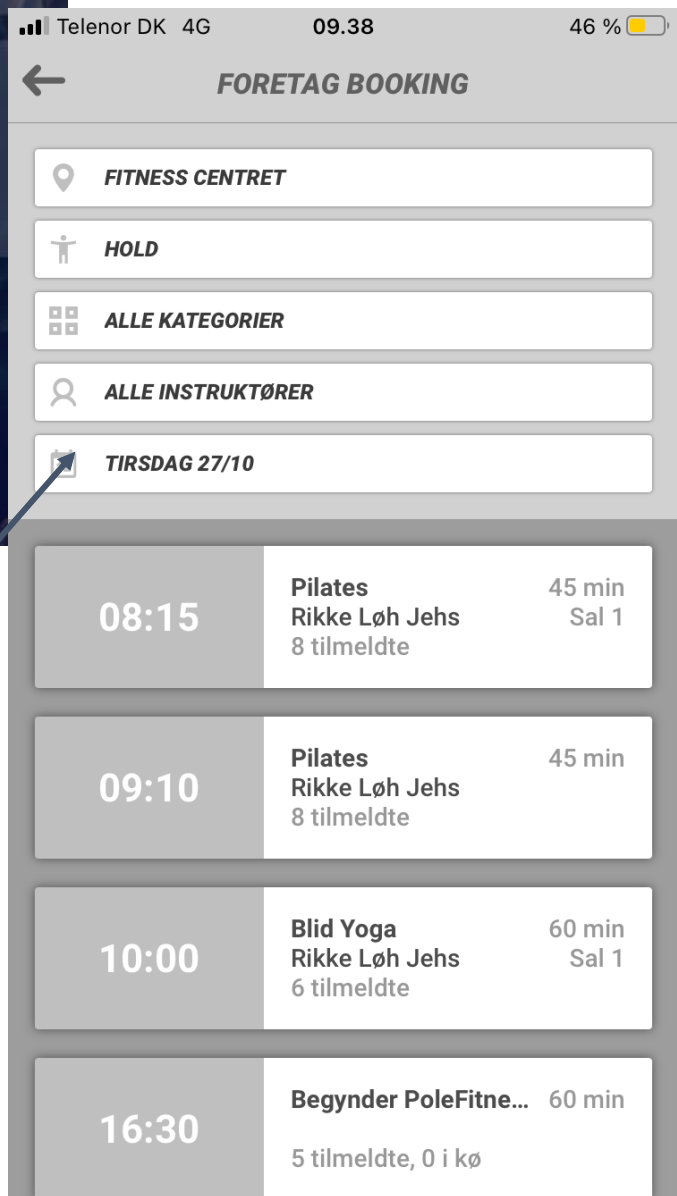 Telenor DK 4G 09.38 46 %
FORETAG BOOKING
FITNESS CENTRET
HOLD
ALLE KATEGORIER
ALLE INSTRUKTØRER
TIRSDAG 27/10
08:15
Pilates 45 min
Rikke Løh Jehs Sal 1
8 tilmeldte
09:10
Pilates 45 min
Rikke Løh Jehs
8 tilmeldte
10:00
Blid Yoga 60 min
Rikke Løh Jehs Sal 1
6 tilmeldte
16:30
Begynder PoleFitne... 60 min
5 tilmeldte, 0 i kø